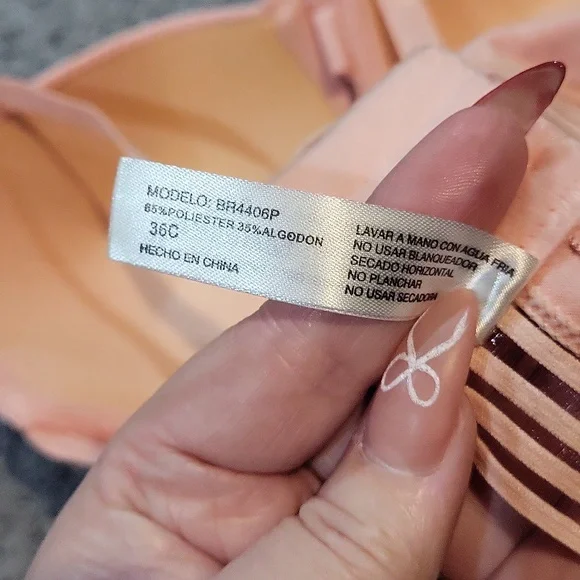 MODELO: BR4406P
65%POLIESTER 35%ALGODON
36C
HECHO EN CHINA
LAVAR A MANO CON AGUA FRIA
NO USAR BLANQUEADOR
SECADO HORIZONTAL
NO PLANCHAR
NO USAR SECADORA